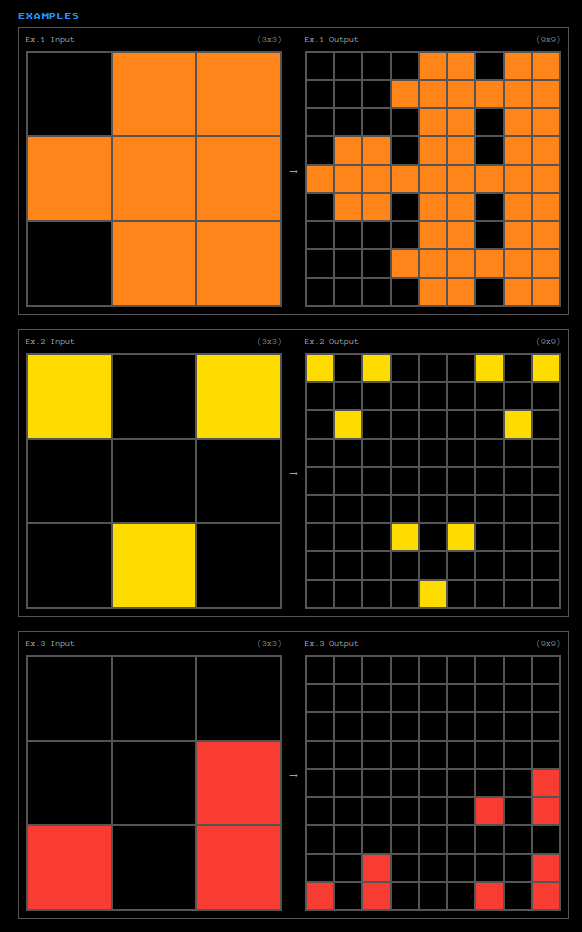 EXAMPLES
Ex.1 Input (3x3) Ex.1 Output (9x9)
→
Ex.2 Input (3x3) Ex.2 Output (9x9)
→
Ex.3 Input (3x3) Ex.3 Output (9x9)
→